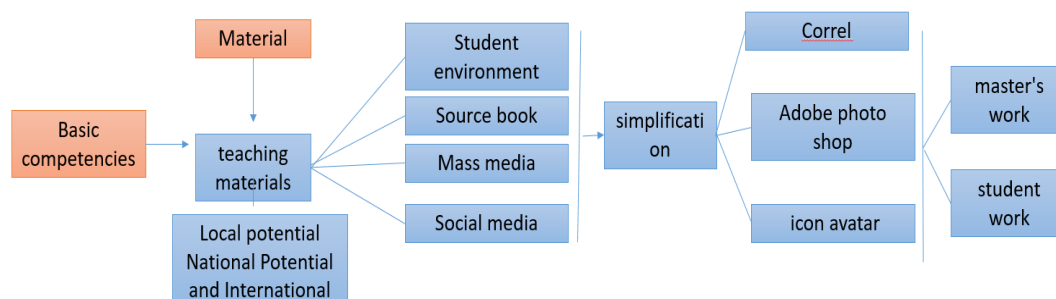 Material
Basic
competencies
teaching
materials
Local potential
National Potential
and International
Student
environment
Source book
Mass media
Social media
simplificati
on
Correl
Adobe photo
shop
icon avatar
master's
work
student
work